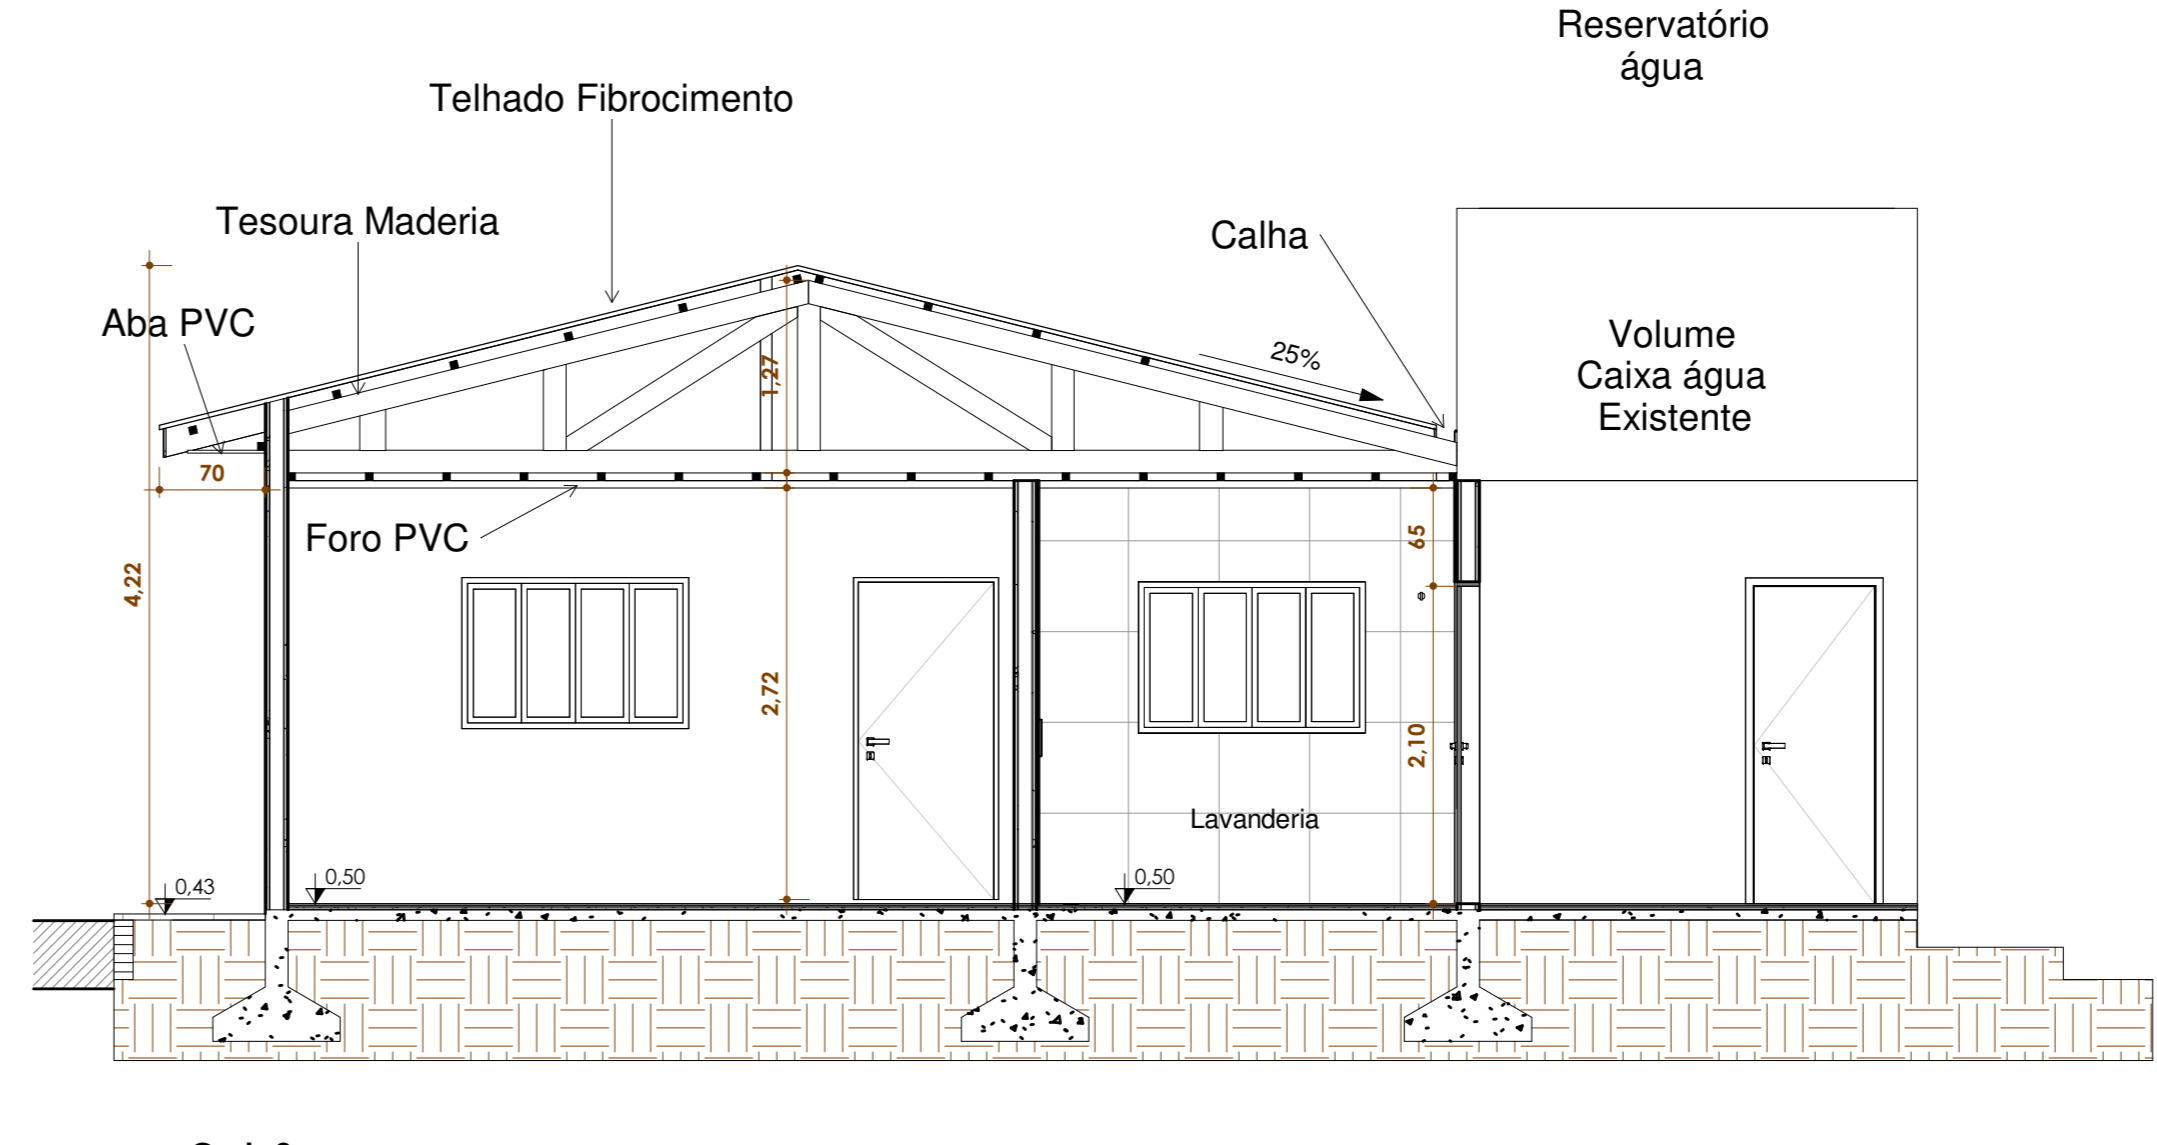 Reservatório
água
Telhado Fibrocimento
Tesoura Maderia
Calha
Aba PVC
25%
Volume
Caixa água
Existente
1,27
70
Foro PVC
65
4,22
2,72
2,10
Lavanderia
0,43
0,50
0,50